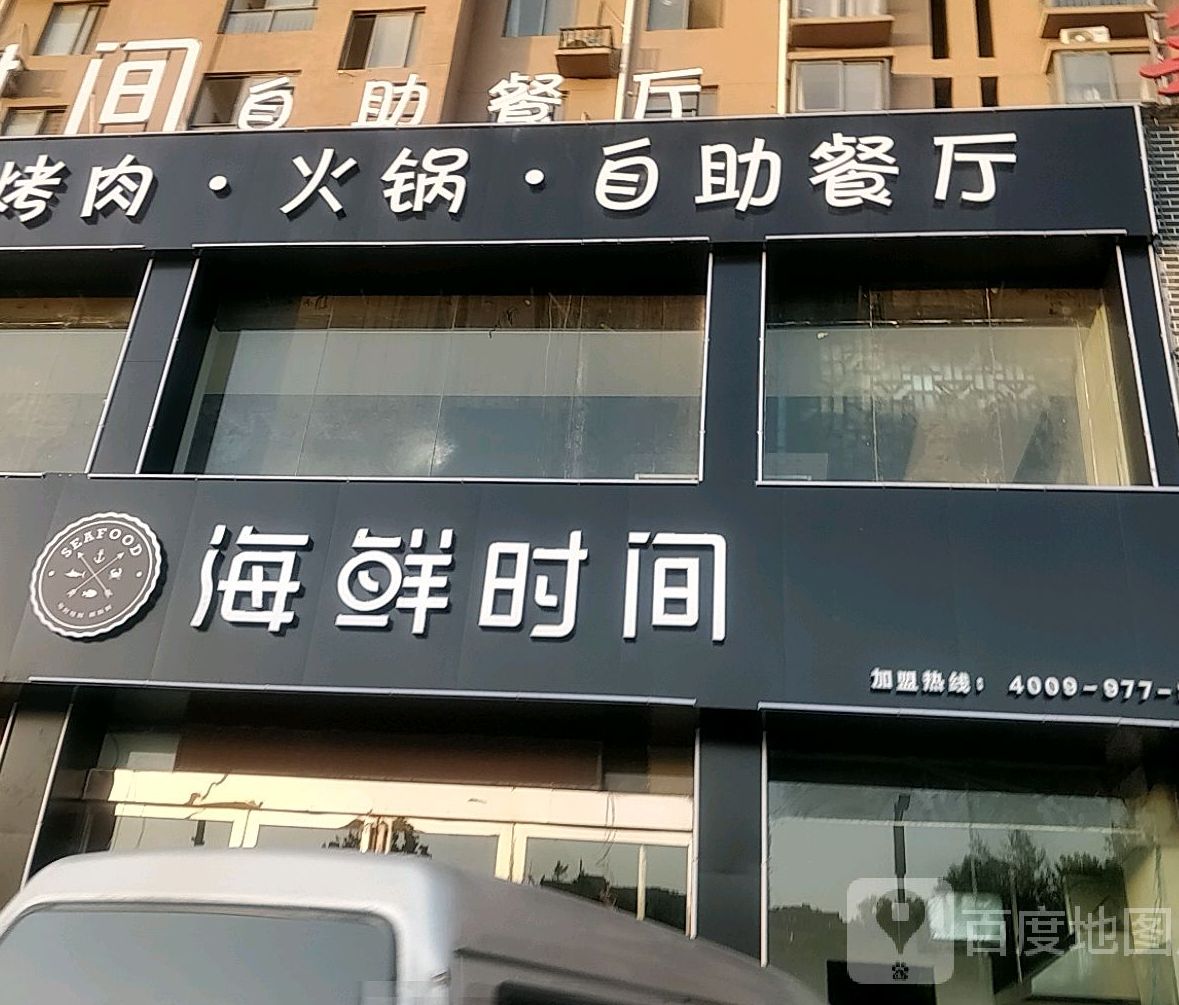 时间自助餐厅
烤肉·火锅·自助餐厅
SEAFOOD
海鲜时间
加盟热线：4009-977-
百度地图